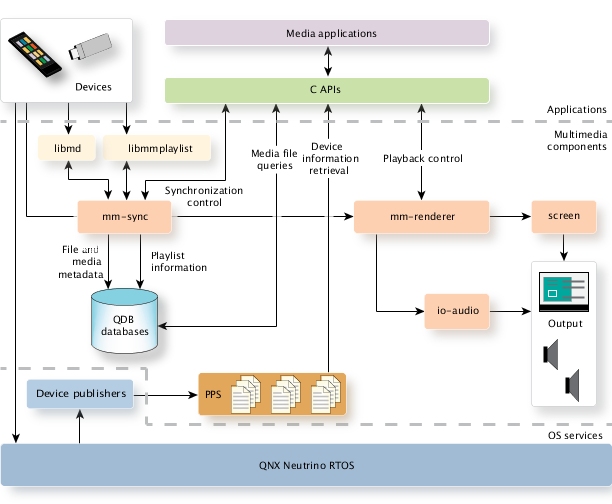 Media applications
Devices
C APIs
Applications
Multimedia
components
libmd
libmmplaylist
Media file
queries
Device
information
retrieval
Playback control
Synchronization
control
mm-sync
mm-renderer
screen
File and
media
metadata
Playlist
information
QDB
databases
io-audio
Output
Device publishers
PPS
OS services
QNX Neutrino RTOS